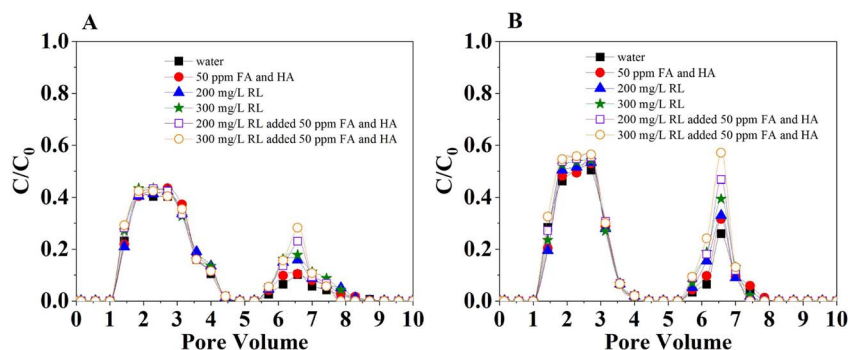 A
1.0
0.8
0.6
0.4
0.2
0.0
C/C0
water
50 ppm FA and HA
200 mg/L RL
300 mg/L RL
200 mg/L RL added 50 ppm FA and HA
300 mg/L RL added 50 ppm FA and HA
0 1 2 3 4 5 6 7 8 9 10
Pore Volume
B
1.0
0.8
0.6
0.4
0.2
0.0
C/C0
water
50 ppm FA and HA
200 mg/L RL
300 mg/L RL
200 mg/L RL added 50 ppm FA and HA
300 mg/L RL added 50 ppm FA and HA
0 1 2 3 4 5 6 7 8 9 10
Pore Volume